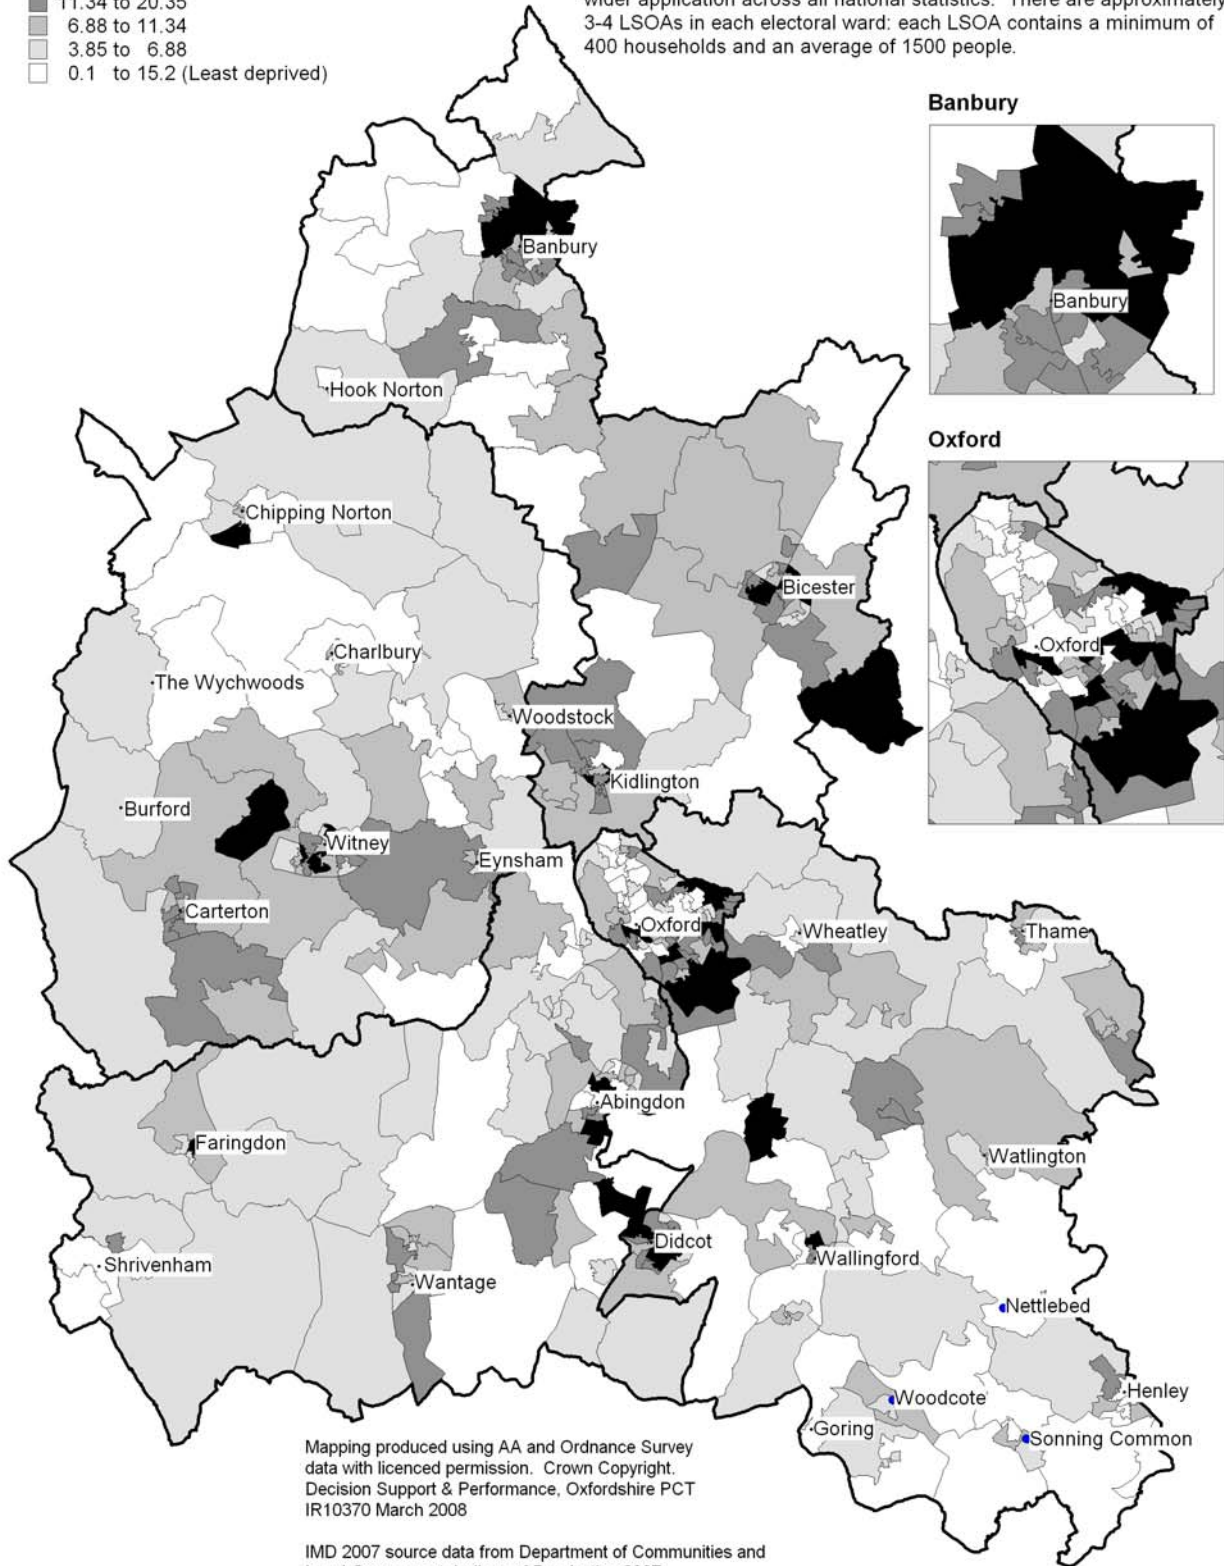 11.34 to 20.35
6.88 to 11.34
3.85 to 6.88
0.1 to 15.2 (Least deprived)
wider application across all national statistics. There are approximately
3-4 LSOAs in each electoral ward: each LSOA contains a minimum of
400 households and an average of 1500 people.
Banbury
Banbury
Oxford
Oxford
Banbury
Hook Norton
Chipping Norton
Bicester
Charlbury
The Wychwoods
Woodstock
Kidlington
Burford
Witney
Eynsham
Carterton
Oxford
Wheatley
Thame
Abingdon
Faringdon
Watlington
Didcot
Wallingford
Shrivenham
Wantage
Nettlebed
Henley
Woodcote
Goring
Sonning Common
Mapping produced using AA and Ordnance Survey
data with licenced permission. Crown Copyright.
Decision Support & Performance, Oxfordshire PCT
IR10370 March 2008
IMD 2007 source data from Department of Communities and